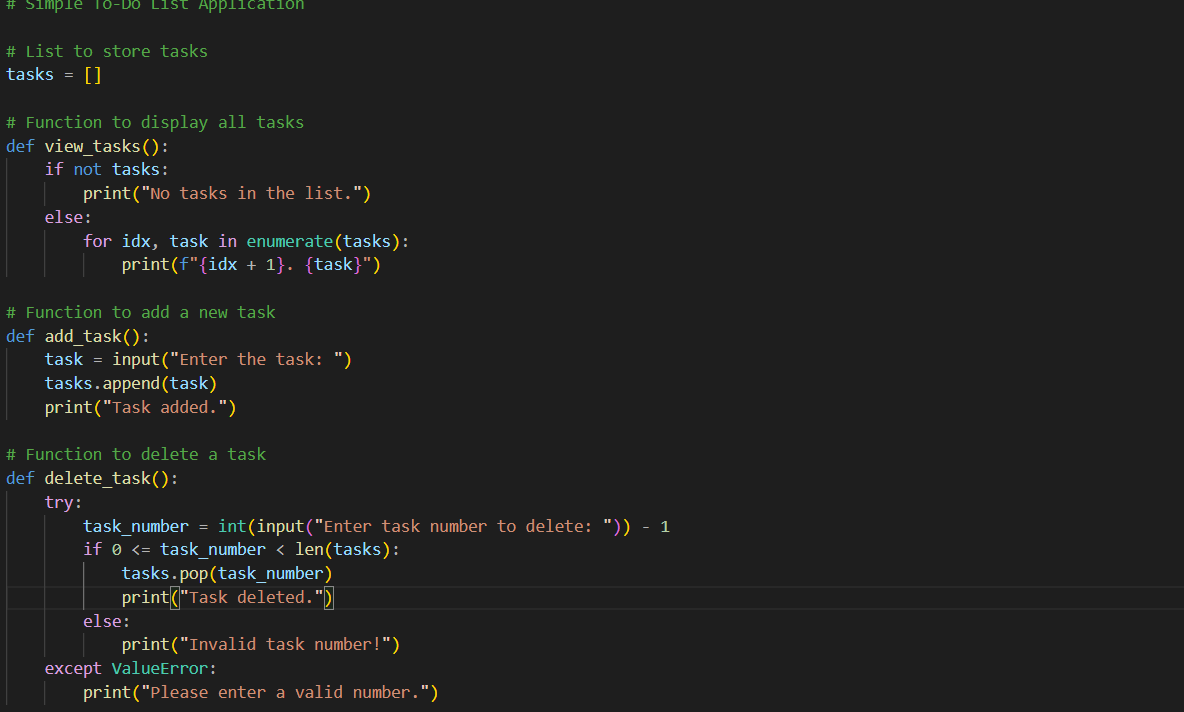 # Simple To-Do List Application

# List to store tasks
tasks = []

# Function to display all tasks
def view_tasks():
    if not tasks:
        print("No tasks in the list.")
    else:
        for idx, task in enumerate(tasks):
            print(f"{idx + 1}. {task}")

# Function to add a new task
def add_task():
    task = input("Enter the task: ")
    tasks.append(task)
    print("Task added.")

# Function to delete a task
def delete_task():
    try:
        task_number = int(input("Enter task number to delete: ")) - 1
        if 0 <= task_number < len(tasks):
            tasks.pop(task_number)
            print("Task deleted.")
        else:
            print("Invalid task number!")
    except ValueError:
        print("Please enter a valid number.")